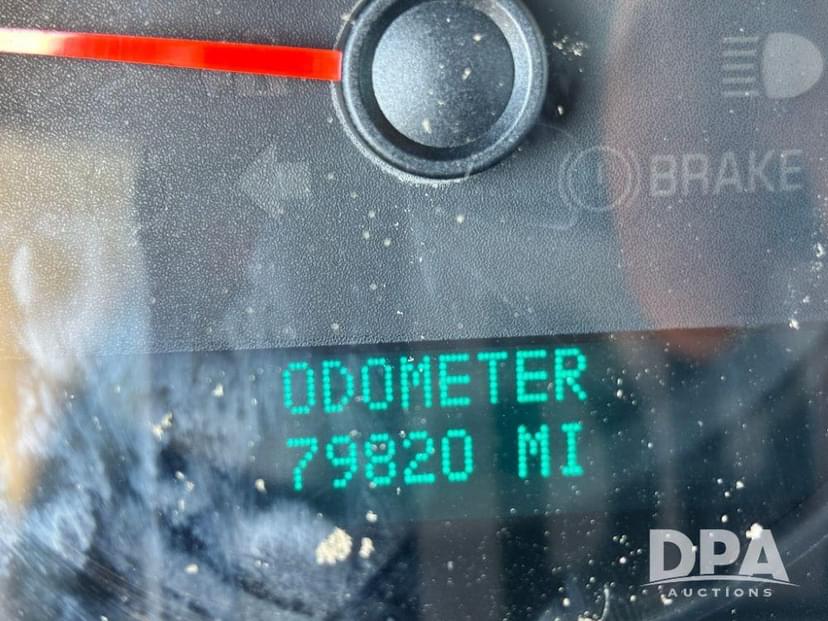 BRAKE
ODOMETER
79820 MI
DPA
AUCTIONS